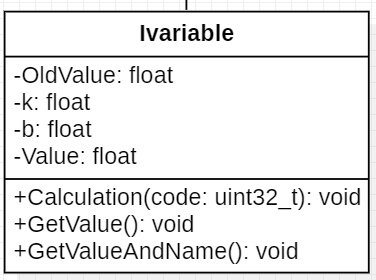 Ivariable
-OldValue: float
-k: float
-b: float
-Value: float
+Calculation(code: uint32_t): void
+GetValue(): void
+GetValueAndName(): void